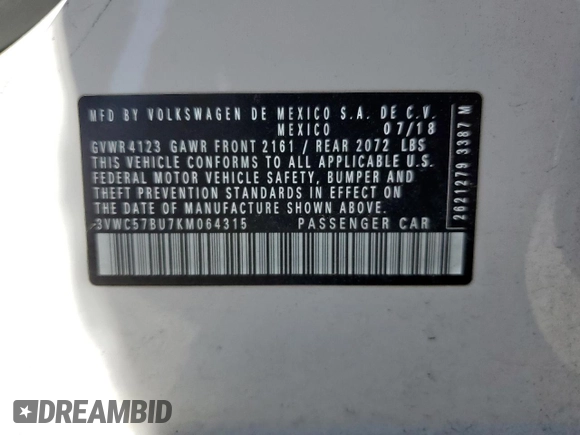 MFD BY VOLKSWAGEN DE MEXICO S.A. DE C.V.
MEXICO 07/18
GVWR 4123 GAWR FRONT 2161 / REAR 2072 LBS
THIS VEHICLE CONFORMS TO ALL APPLICABLE U.S.
FEDERAL MOTOR VEHICLE SAFETY, BUMPER AND
THEFT PREVENTION STANDARDS IN EFFECT ON
THE DATE OF MANUFACTURE SHOWN ABOVE.
3VWC57BU7KM064315 PASSENGER CAR
2621279 3387 M
DREAMBID